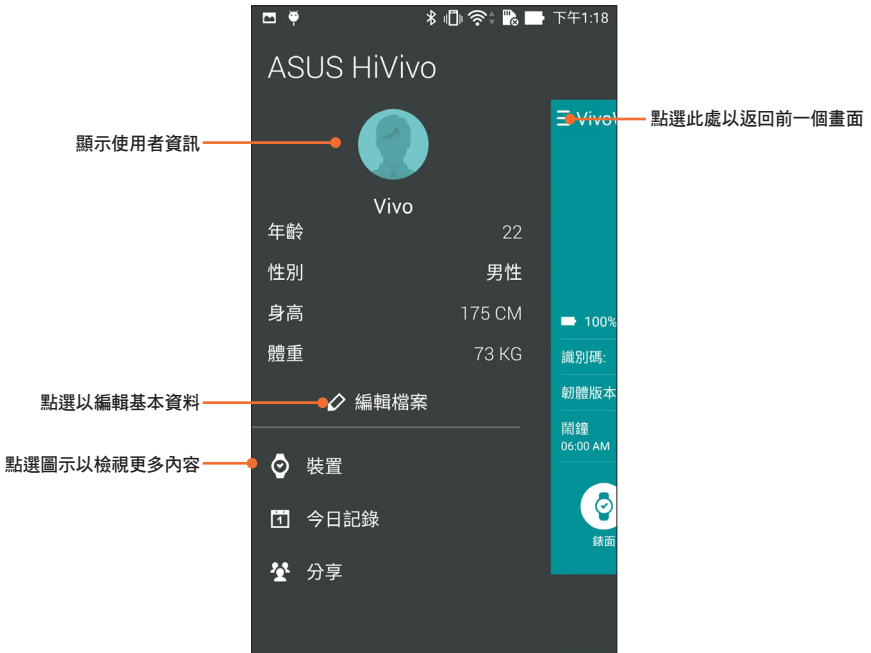 下午1:18
ASUS HiVivo
顯示使用者資訊
Vivo
年齡 22
性別 男性
身高 175 CM
體重 73 KG
點選以編輯基本資料
編輯檔案
點選圖示以檢視更多內容
裝置
1
今日記錄
分享
Vivo
點選此處以返回前一個畫面
100%
識別碼:
韌體版本
鬧鐘
06:00 AM
錶面